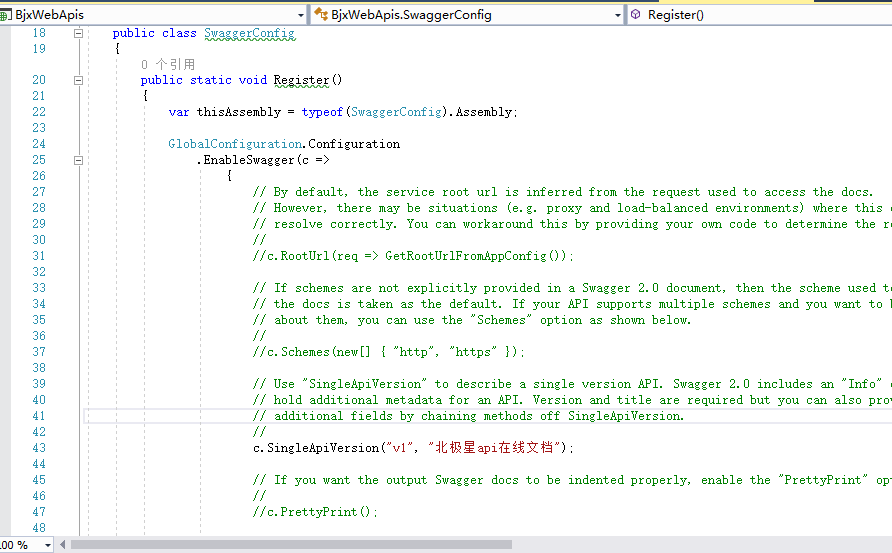 BjxWebApis BjxWebApis.SwaggerConfig Register()
18 public class SwaggerConfig
19 {
0 个引用
20 public static void Register()
21 {
22 var thisAssembly = typeof(SwaggerConfig).Assembly;
23
24 GlobalConfiguration.Configuration
25 .EnableSwagger(c =>
26 {
27 // By default, the service root url is inferred from the request used to access the docs.
28 // However, there may be situations (e.g. proxy and load-balanced environments) where this
29 // resolve correctly. You can workaround this by providing your own code to determine the
30 //
31 //c.RootUrl(req => GetRootUrlFromAppConfig());
32
33 // If schemes are not explicitly provided in a Swagger 2.0 document, then the scheme used
34 // the docs is taken as the default. If your API supports multiple schemes and you want to
35 // about them, you can use the "Schemes" option as shown below.
36 //
37 //c.Schemes(new[] { "http", "https" });
38
39 // Use "SingleApiVersion" to describe a single version API. Swagger 2.0 includes an "Info"
40 // hold additional metadata for an API. Version and title are required but you can also
41 // additional fields by chaining methods off SingleApiVersion.
42 //
43 c.SingleApiVersion("v1", "北极星api在线文档");
44
45 // If you want the output Swagger docs to be indented properly, enable the "PrettyPrint"
46 //
47 //c.PrettyPrint();
48
100 %